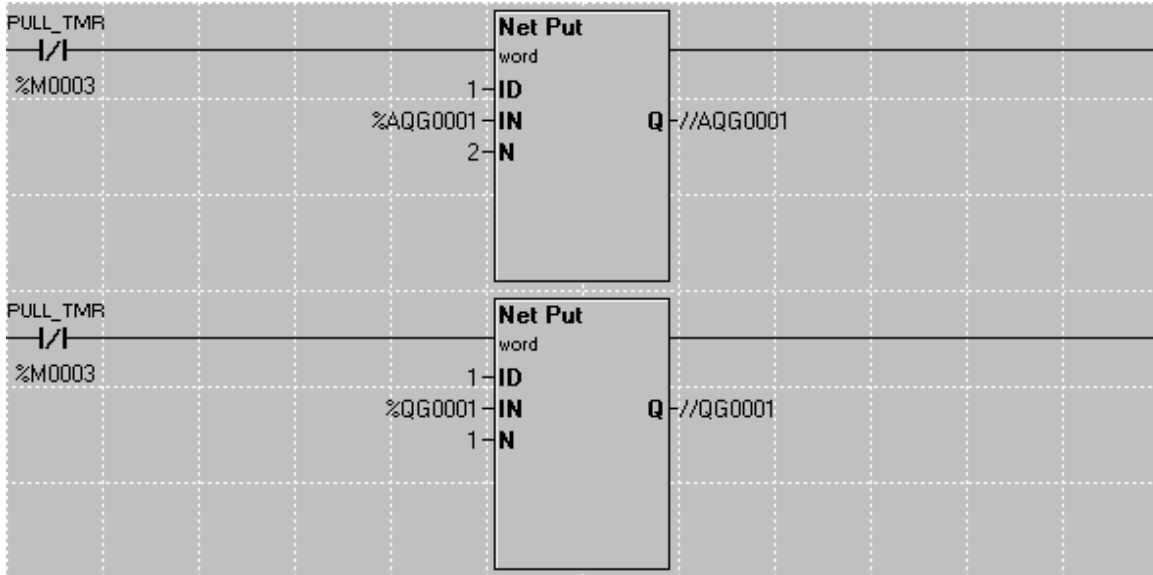 PULL_TMR
Net Put
word
%M0003
1 ID
%AQG0001 IN Q //AQG0001
2 N
PULL_TMR
Net Put
word
%M0003
1 ID
%QG0001 IN Q //QG0001
1 N